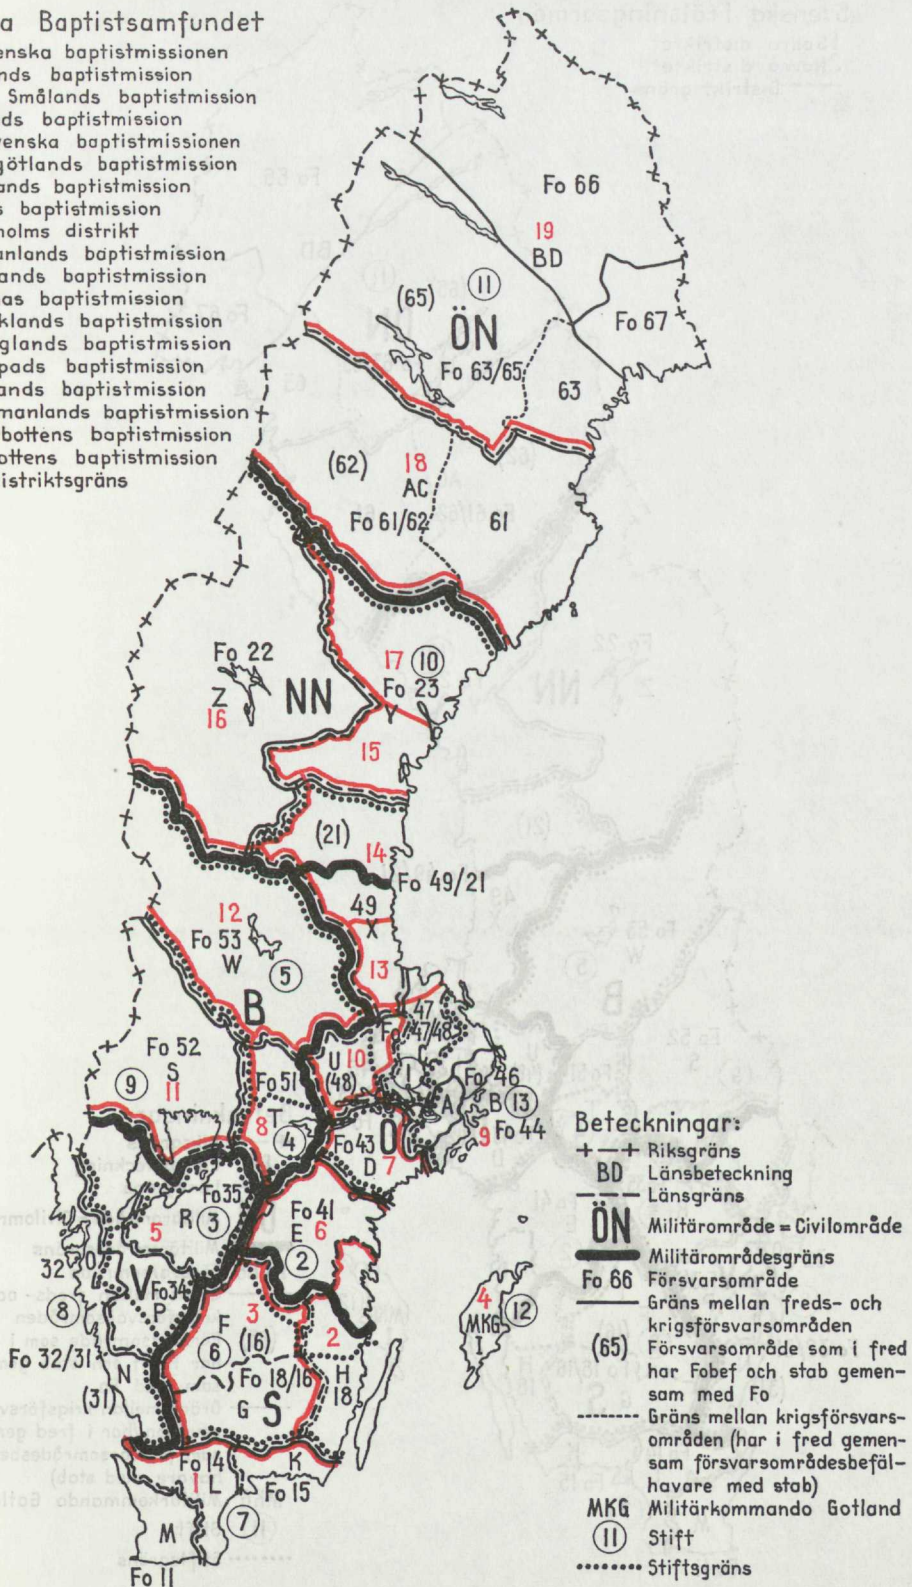 a Baptistsamfundet
enska baptistmissionen
nds baptistmission
Smålands baptistmission
ds baptistmission
venska baptistmissionen
götlands baptistmission
ands baptistmission
s baptistmission
holms distrikt
anlands baptistmission
ands baptistmission
nas baptistmission
iklands baptistmission
glands baptistmission
lpads baptistmission
ands baptistmission
manlands baptistmission
bottens baptistmission
ottens baptistmission
istriktsgräns
Fo 66
19
BD
11
(65)
ÖN
Fo 67
Fo 63/65
63
(62)
18
AC
Fo 61/62
61
Fo 22
Z
16
NN
17
10
Fo 23
Y
15
(21)
14
Fo 49/21
49
X
12
Fo 53
W
5
13
B
47
Fo 47/48
Fo 52
S
9
11
Fo 51
U
10
(48)
1
C
Fo 46
A
B
13
8
T
4
Fo 43
Ö
D
7
9
Fo 44
Fo 35
R
3
5
Fo 41
E
6
2
32
O
V
Fo 34
P
8
3
F
(16)
6
2
4
MKG
12
I
Fo 32/31
N
(31)
Fo 18/16
H
18
G
S
Fo 14
1
L
K
Fo 15
7
M
Fo 11
Beteckningar:
Riksgräns
BD Länsbeteckning
Länsgräns
ÖN Militärområde = Civilområde
Militärområdesgräns
Fo 66 Försvarsområde
Gräns mellan freds- och
krigsförsvarsområden
(65) Försvarsområde som i fred
har Fobef och stab gemen-
sam med Fo
Gräns mellan krigsförsvars-
områden (har i fred gemen-
sam försvarsområdesbefäl-
havare med stab)
MKG Militärkommando Gotland
11 Stift
Stiftsgräns